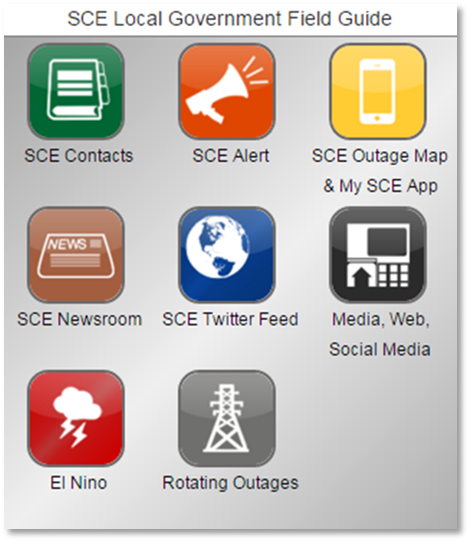 SCE Local Government Field Guide
SCE Contacts
SCE Alert
SCE Outage Map
& My SCE App
NEWS
SCE Newsroom
SCE Twitter Feed
Media, Web,
Social Media
El Nino
Rotating Outages